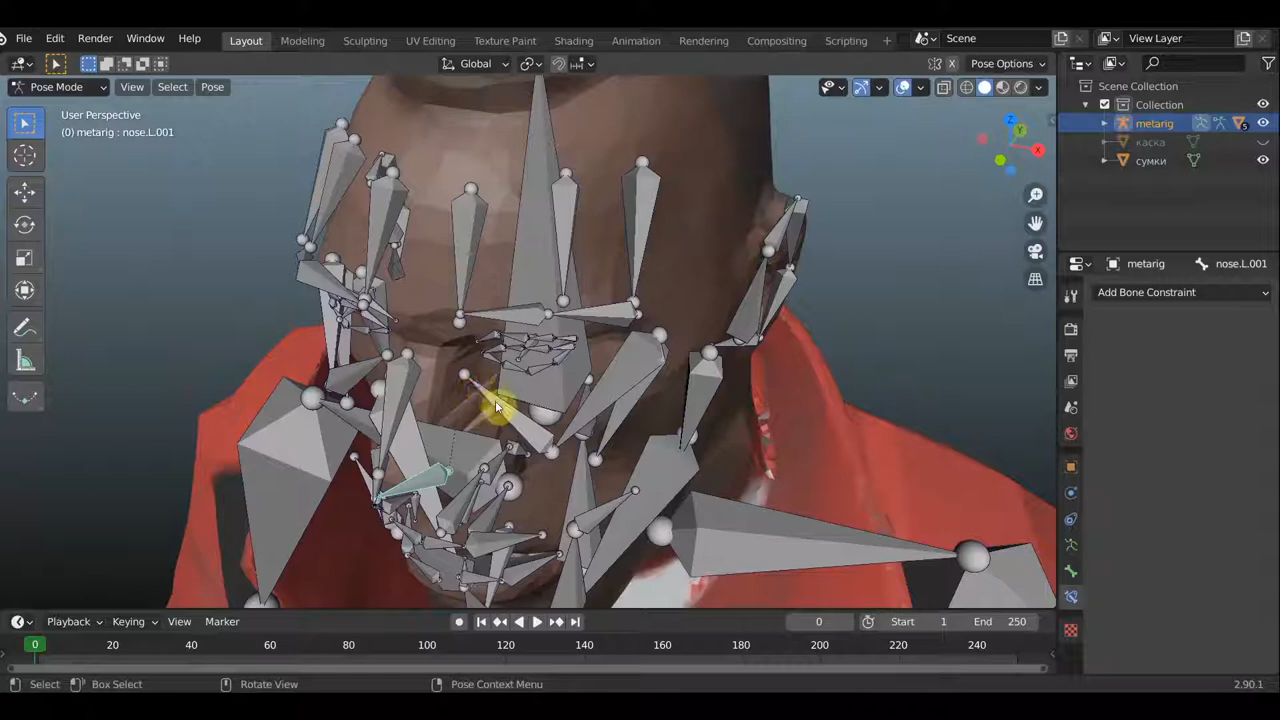 File Edit Render Window Help Layout Modeling Sculpting UV Editing Texture Paint Shading Animation Rendering Compositing Scripting + Scene View Layer
Global X Pose Options
Pose Mode View Select Pose
User Perspective
(0) metarig : nose.L.001
Z
Y
X
Scene Collection
Collection
metarig 5
каска
сумки
metarig nose.L.001
Add Bone Constraint
Playback Keying View Marker 0 Start 1 End 250
0 20 40 60 80 100 120 140 160 180 200 220 240
Select Box Select Rotate View Pose Context Menu 2.90.1